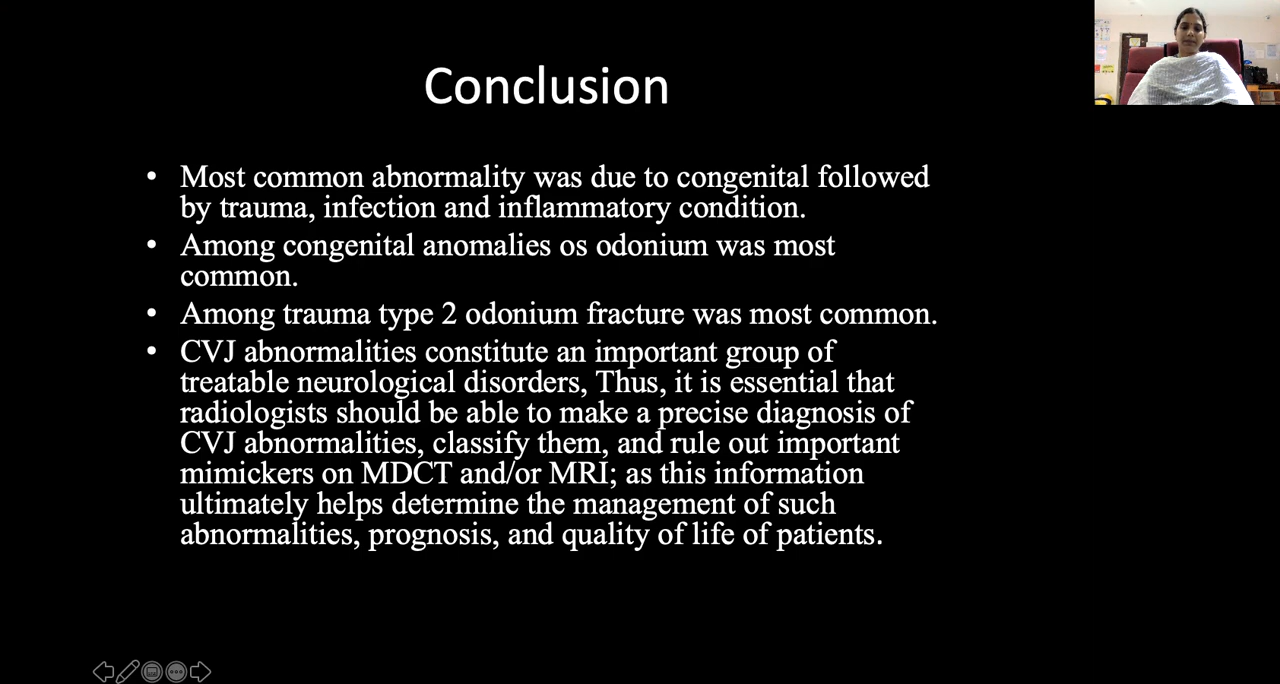 Conclusion
• Most common abnormality was due to congenital followed
by trauma, infection and inflammatory condition.
• Among congenital anomalies os odonium was most
common.
• Among trauma type 2 odonium fracture was most common.
• CVJ abnormalities constitute an important group of
treatable neurological disorders, Thus, it is essential that
radiologists should be able to make a precise diagnosis of
CVJ abnormalities, classify them, and rule out important
mimickers on MDCT and/or MRI; as this information
ultimately helps determine the management of such
abnormalities, prognosis, and quality of life of patients.